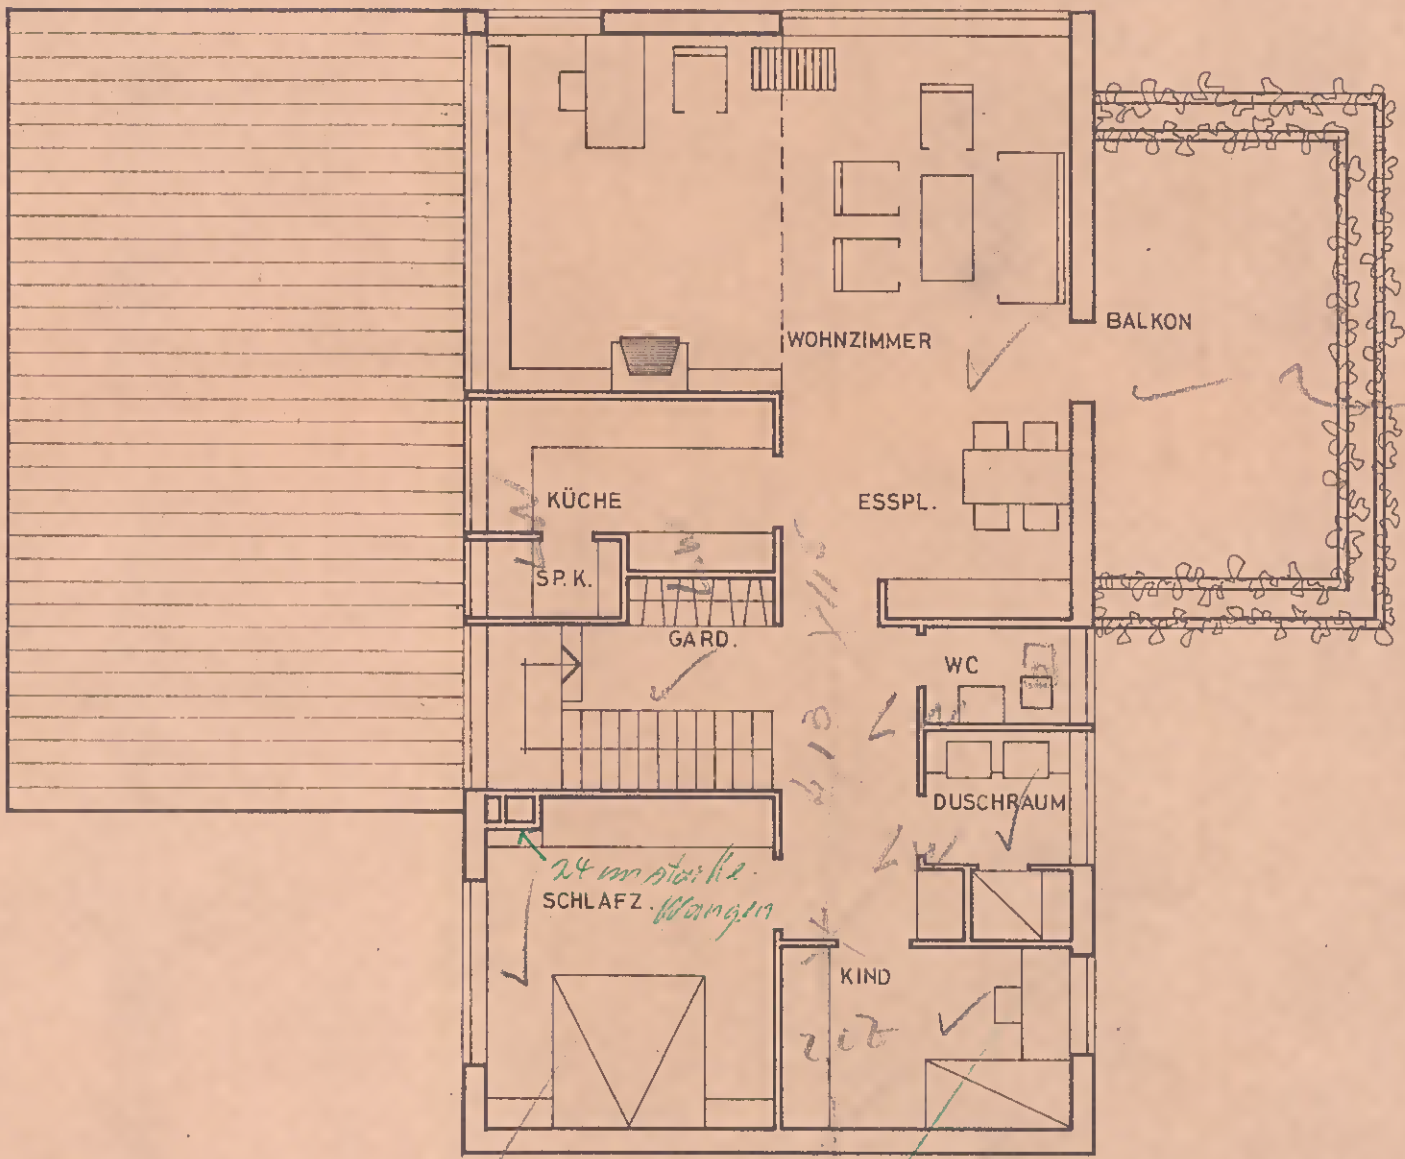 WOHNZIMMER
BALKON
KÜCHE
ESSPL.
SP.K.
GARD.
WC
DUSCHRAUM
24 cm starke
SCHLAFZ.
Wangen
KIND